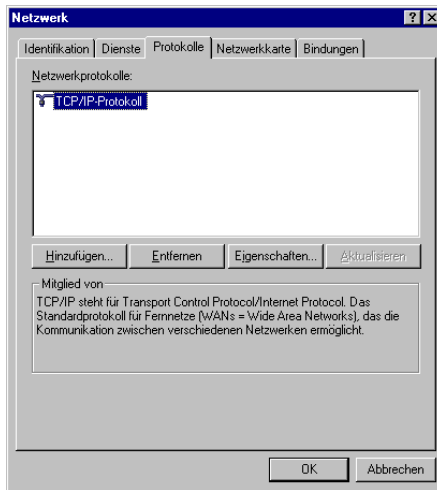 Netzwerk
Identifikation Dienste Protokolle Netzwerkkarte Bindungen
Netzwerkprotokolle:
TCP/IP-Protokoll
Hinzufügen... Entfernen Eigenschaften... Aktualisieren
Mitglied von
TCP/IP steht für Transport Control Protocol/Internet Protocol. Das
Standardprotokoll für Fernnetze (WANs = Wide Area Networks), das die
Kommunikation zwischen verschiedenen Netzwerken ermöglicht.
OK Abbrechen